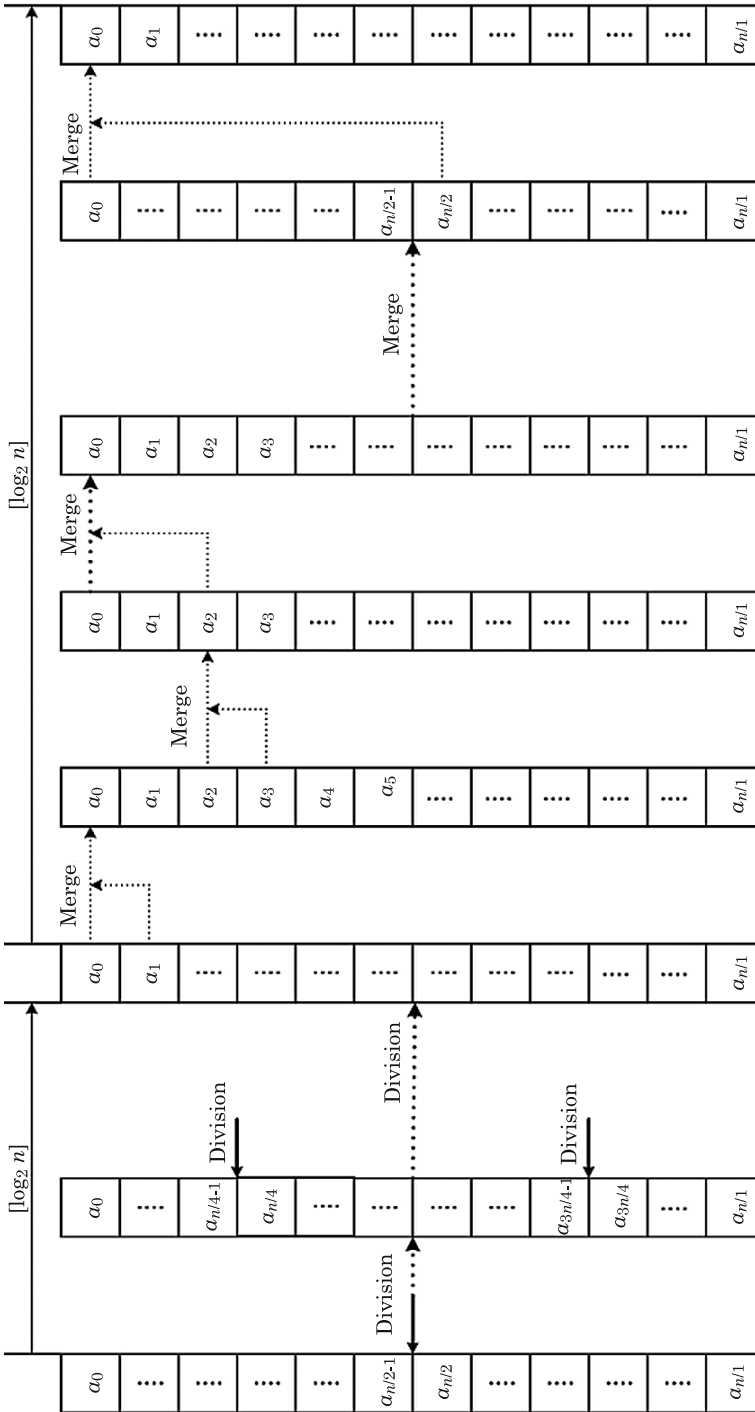 [log₂ n]
[log₂ n]
a₀ .... .... .... .... aₙ/₂₋₁ aₙ/₂ .... .... .... .... aₙ/₁
Division
a₀ .... aₙ/₄₋₁ aₙ/₄ .... .... .... .... a₃ₙ/₄₋₁ a₃ₙ/₄ .... aₙ/₁
Division
Division
Division
a₀ a₁ .... .... .... .... .... .... .... .... .... aₙ/₁
Merge
a₀ a₁ a₂ a₃ a₄ a₅ .... .... .... .... .... aₙ/₁
Merge
a₀ a₁ a₂ a₃ .... .... .... .... .... .... .... aₙ/₁
Merge
a₀ a₁ a₂ a₃ .... .... .... .... .... .... .... aₙ/₁
Merge
a₀ .... .... .... .... aₙ/₂₋₁ aₙ/₂ .... .... .... .... aₙ/₁
Merge
a₀ a₁ .... .... .... .... .... .... .... .... .... aₙ/₁